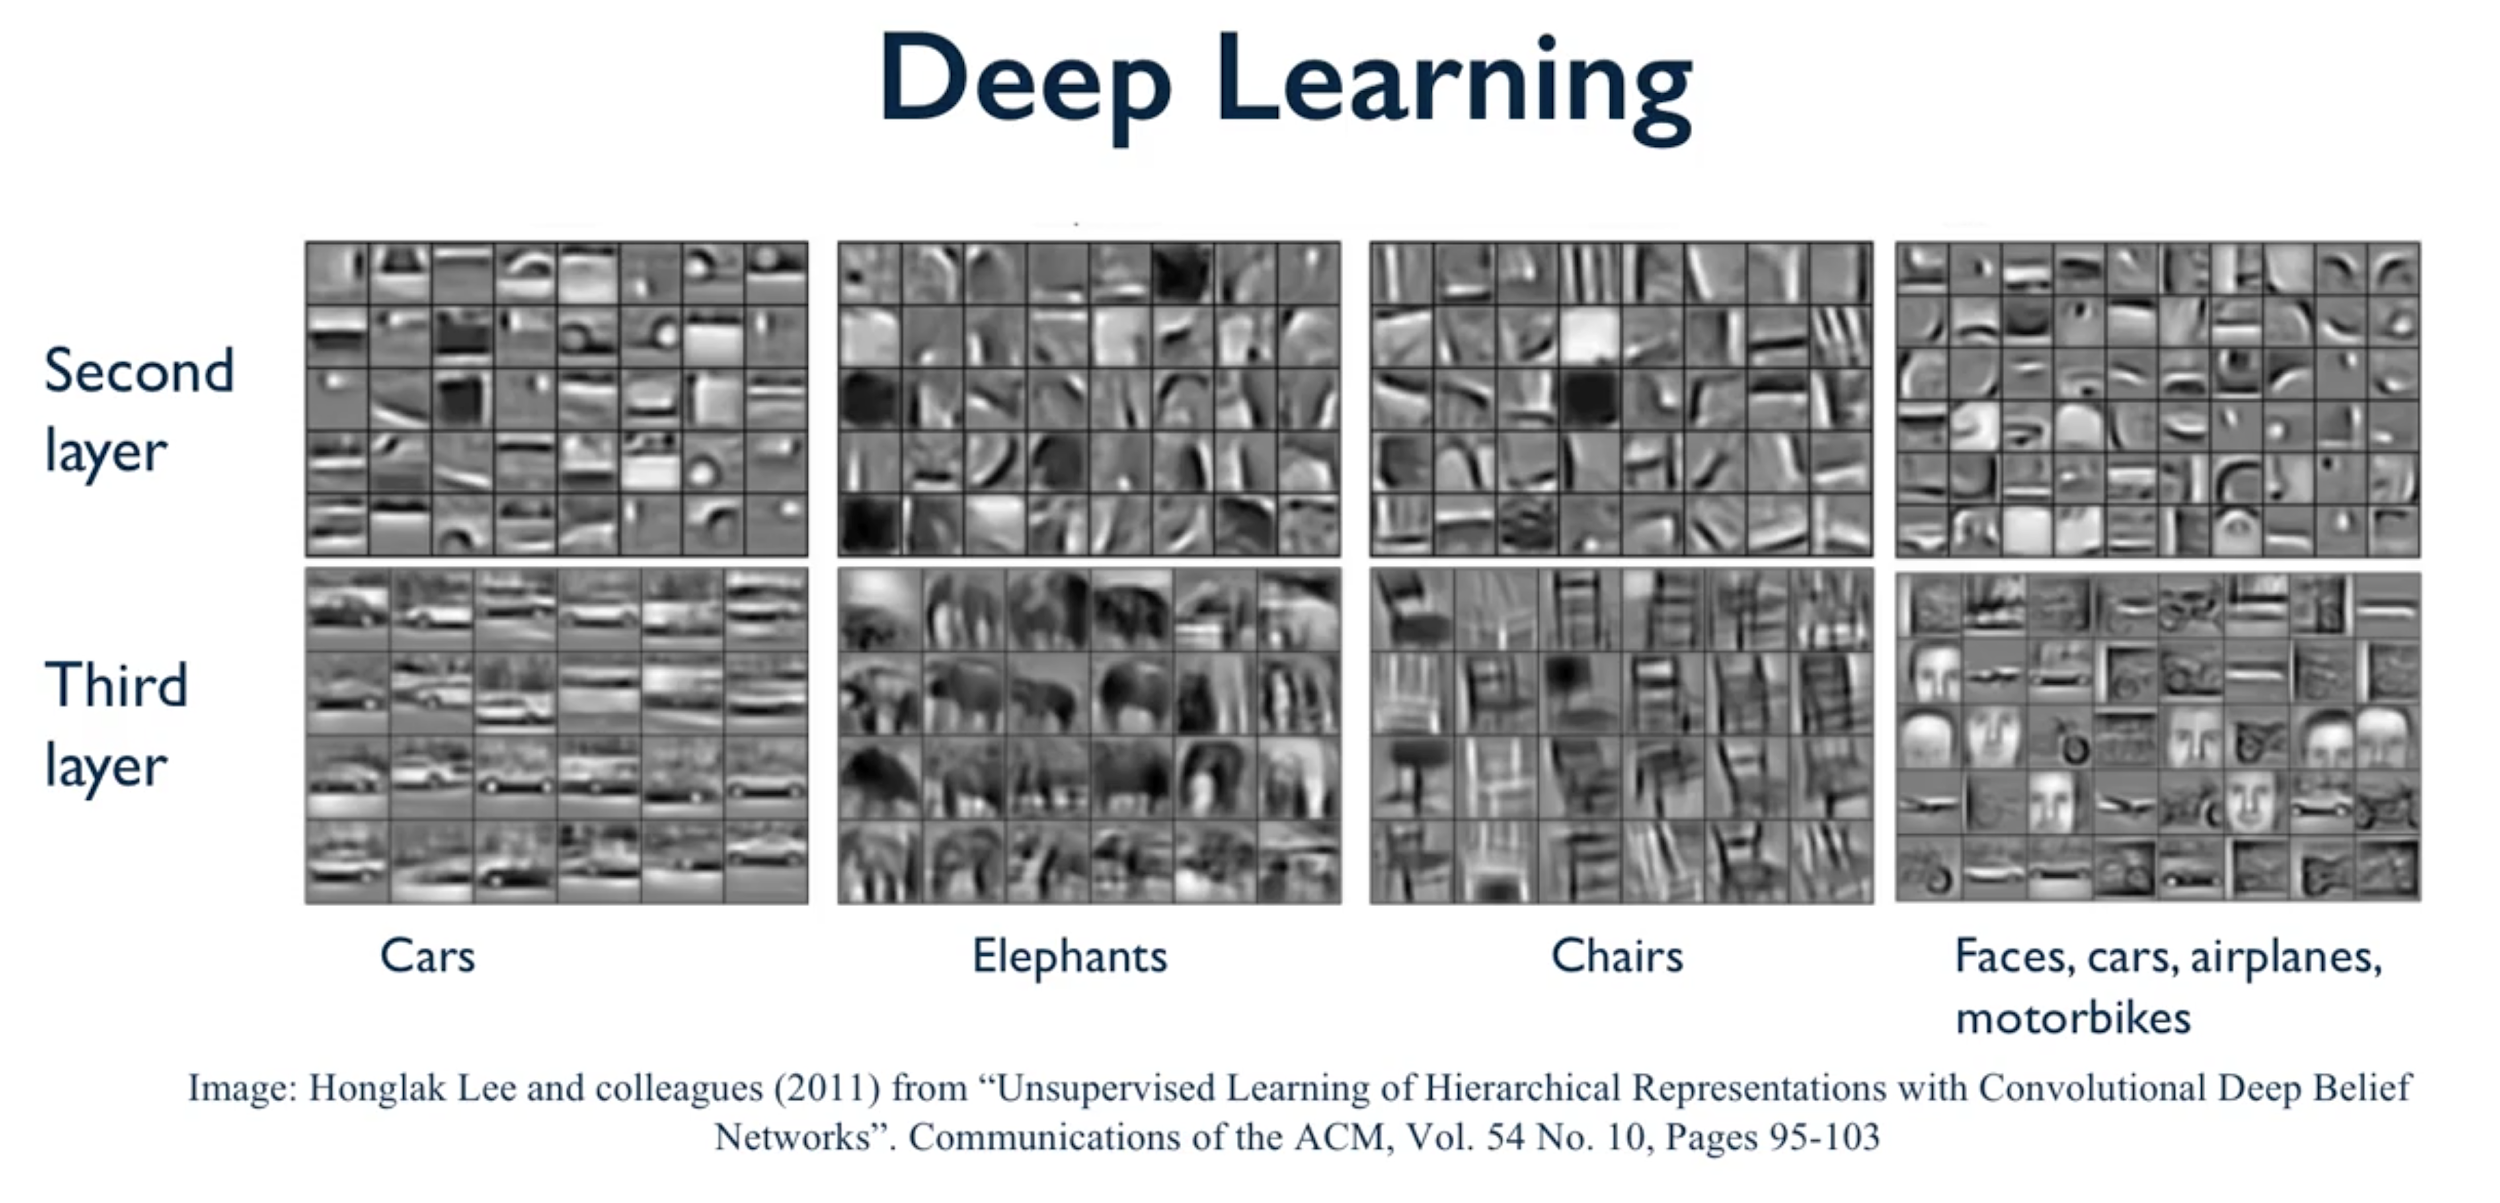 Deep Learning
Second
layer
Third
layer
Cars
Elephants
Chairs
Faces, cars, airplanes,
motorbikes
Image: Honglak Lee and colleagues (2011) from “Unsupervised Learning of Hierarchical Representations with Convolutional Deep Belief
Networks”. Communications of the ACM, Vol. 54 No. 10, Pages 95-103